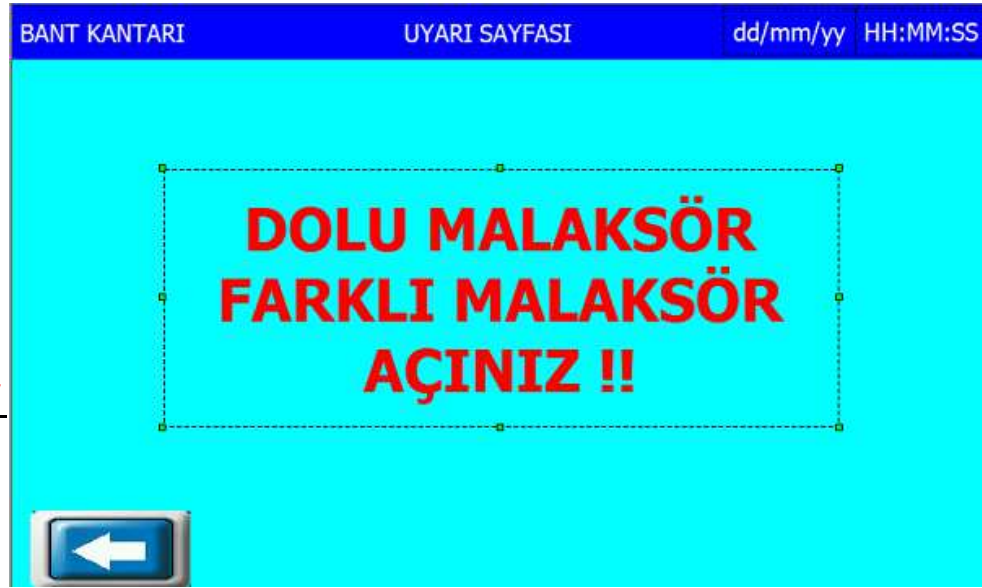 BANT KANTARI UYARI SAYFASI dd/mm/yy HH:MM:SS
DOLU MALAKSÖR
FARKLI MALAKSÖR
AÇINIZ !!